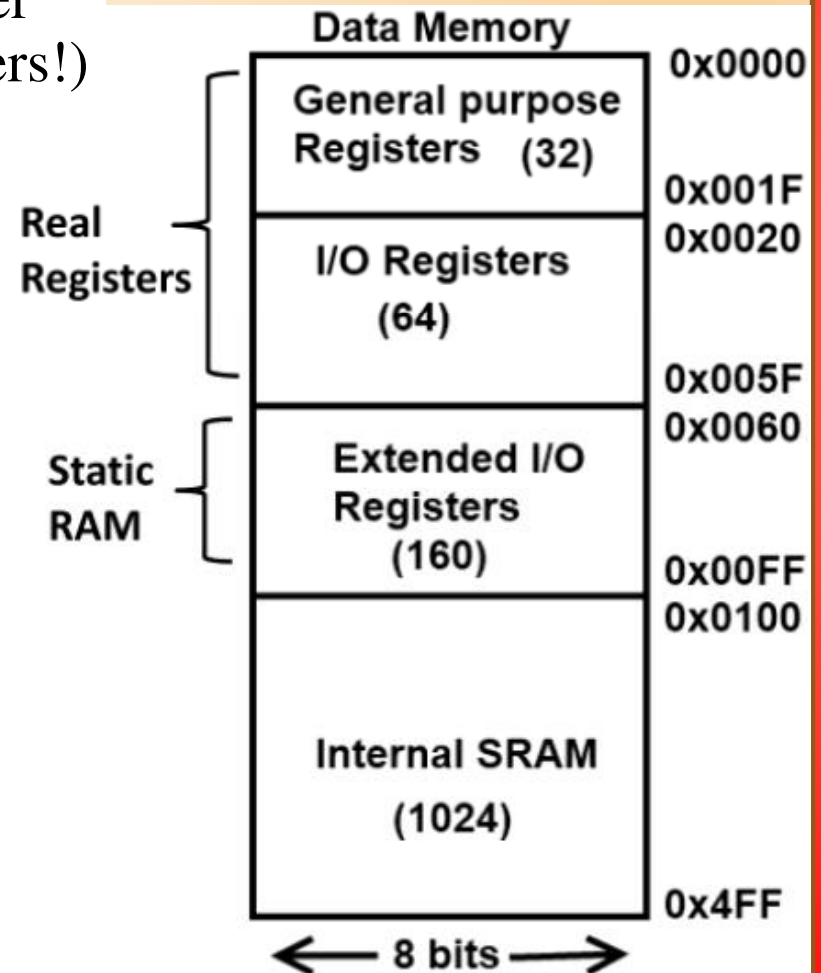 ers!)
Data Memory
0x0000
General purpose
Registers (32)
0x001F
Real
Registers
0x0020
I/O Registers
(64)
0x005F
0x0060
Static
RAM
Extended I/O
Registers
(160)
0x00FF
0x0100
Internal SRAM
(1024)
0x4FF
8 bits